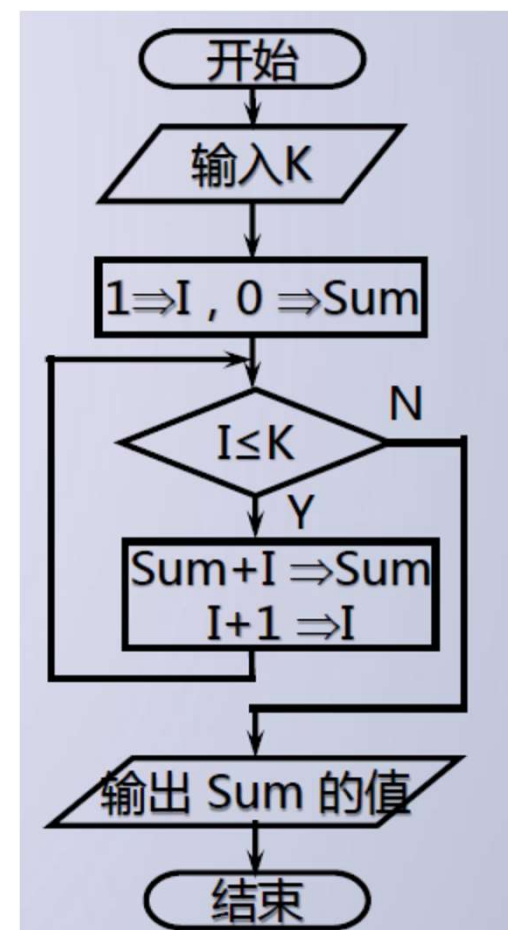 开始
输入K
1⇒I , 0 ⇒Sum
I≤K
N
Y
Sum+I ⇒Sum
I+1 ⇒I
输出 Sum 的值
结束